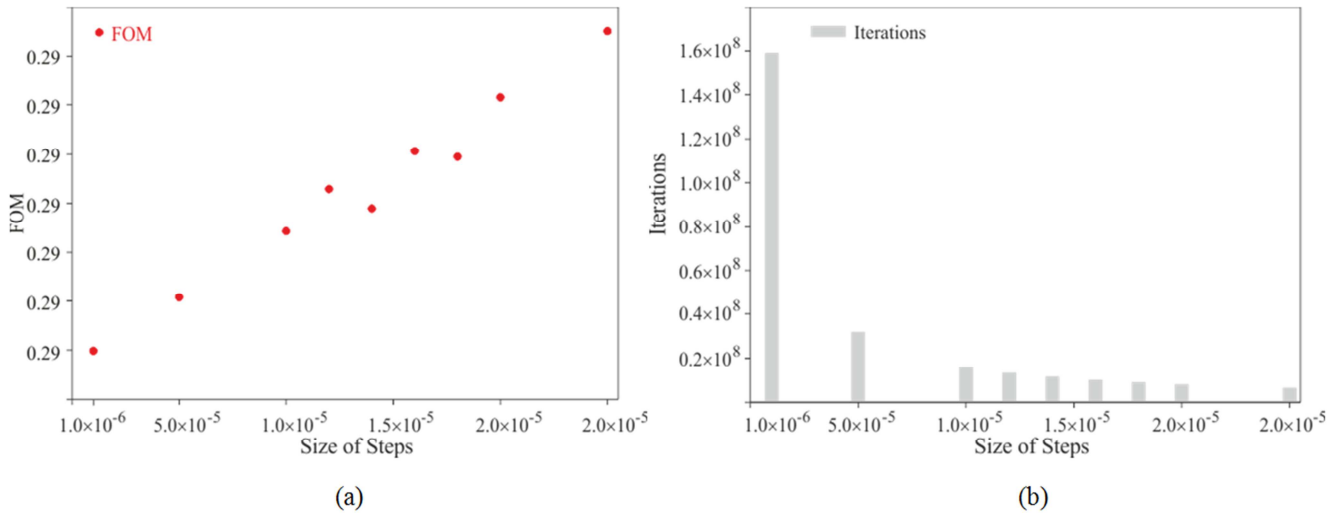 FOM
0.29
0.29
0.29
0.29
0.29
0.29
0.29
FOM
1.0×10⁻⁶ 5.0×10⁻⁵ 1.0×10⁻⁵ 1.5×10⁻⁵ 2.0×10⁻⁵ 2.0×10⁻⁵
Size of Steps
(a)
Iterations
1.6×10⁸
1.4×10⁸
1.2×10⁸
1.0×10⁸
0.8×10⁸
0.6×10⁸
0.4×10⁸
0.2×10⁸
Iterations
1.0×10⁻⁶ 5.0×10⁻⁵ 1.0×10⁻⁵ 1.5×10⁻⁵ 2.0×10⁻⁵ 2.0×10⁻⁵
Size of Steps
(b)